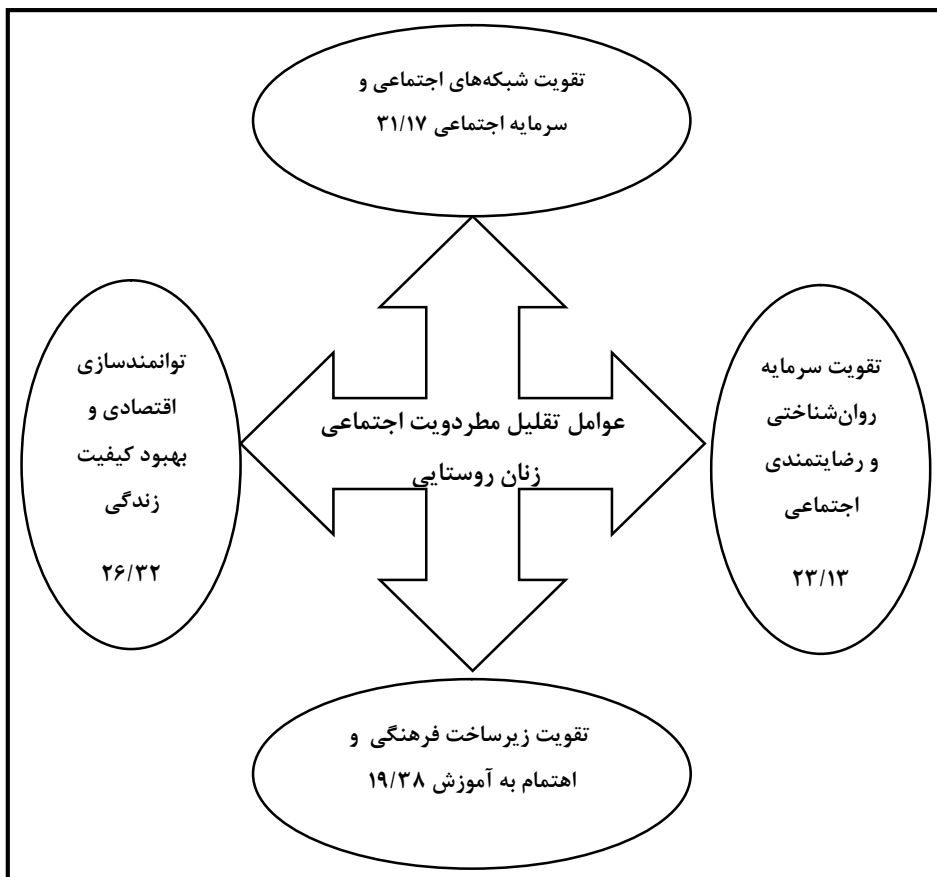 تقویت شبکه‌های اجتماعی و
سرمایه اجتماعی ۳۱/۱۷
توانمندسازی
اقتصادی و
بهبود کیفیت
زندگی
۲۶/۳۲
عوامل تقلیل مطردویت اجتماعی
زنان روستایی
تقویت سرمایه
روان‌شناختی
و رضایتمندی
اجتماعی
۲۳/۱۳
تقویت زیرساخت فرهنگی و
اهتمام به آموزش ۱۹/۳۸